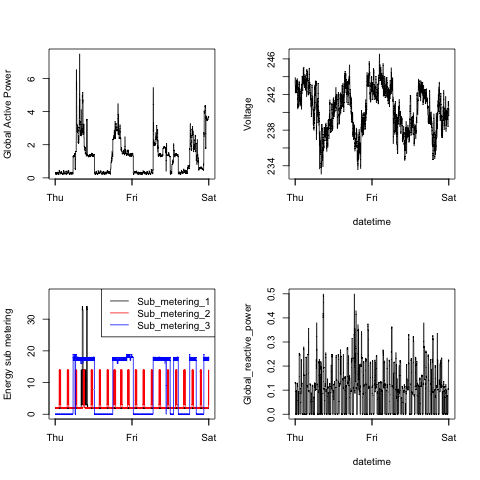 Global Active Power
0 2 4 6
Thu Fri Sat
Voltage
234 238 242 246
Thu Fri Sat
datetime
Energy sub metering
0 10 20 30
Sub_metering_1
Sub_metering_2
Sub_metering_3
Thu Fri Sat
Global_reactive_power
0.0 0.1 0.2 0.3 0.4 0.5
Thu Fri Sat
datetime